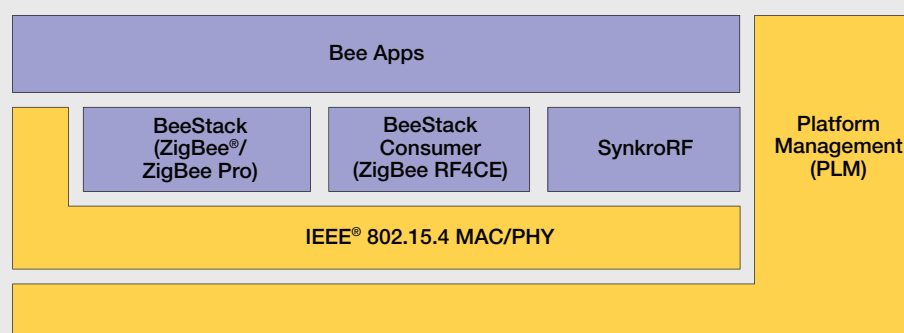 Bee Apps
BeeStack
(ZigBee®/
ZigBee Pro)
BeeStack
Consumer
(ZigBee RF4CE)
SynkroRF
Platform
Management
(PLM)
IEEE® 802.15.4 MAC/PHY